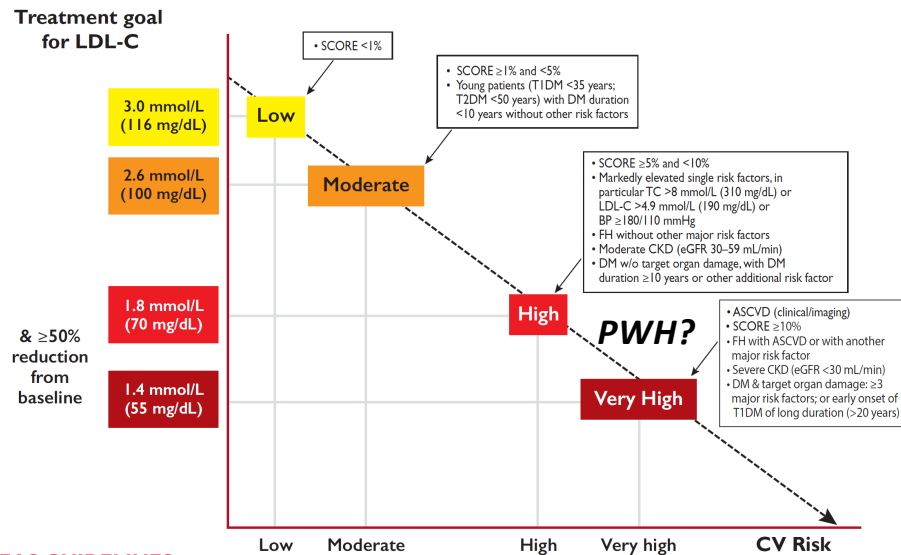 Treatment goal
for LDL-C
• SCORE <1%
• SCORE ≥1% and <5%
• Young patients (T1DM <35 years;
T2DM <50 years) with DM duration
<10 years without other risk factors
3.0 mmol/L
(116 mg/dL)
Low
2.6 mmol/L
(100 mg/dL)
Moderate
• SCORE ≥5% and <10%
• Markedly elevated single risk factors, in
particular TC >8 mmol/L (310 mg/dL) or
LDL-C >4.9 mmol/L (190 mg/dL) or
BP ≥180/110 mmHg
• FH without other major risk factors
• Moderate CKD (eGFR 30–59 mL/min)
• DM w/o target organ damage, with DM
duration ≥10 years or other additional risk factor
1.8 mmol/L
(70 mg/dL)
High
PWH?
• ASCVD (clinical/imaging)
• SCORE ≥10%
• FH with ASCVD or with another
major risk factor
• Severe CKD (eGFR <30 mL/min)
• DM & target organ damage: ≥3
major risk factors; or early onset of
T1DM of long duration (>20 years)
& ≥50%
reduction
from
baseline
1.4 mmol/L
(55 mg/dL)
Very High
Low
Moderate
High
Very high
CV Risk